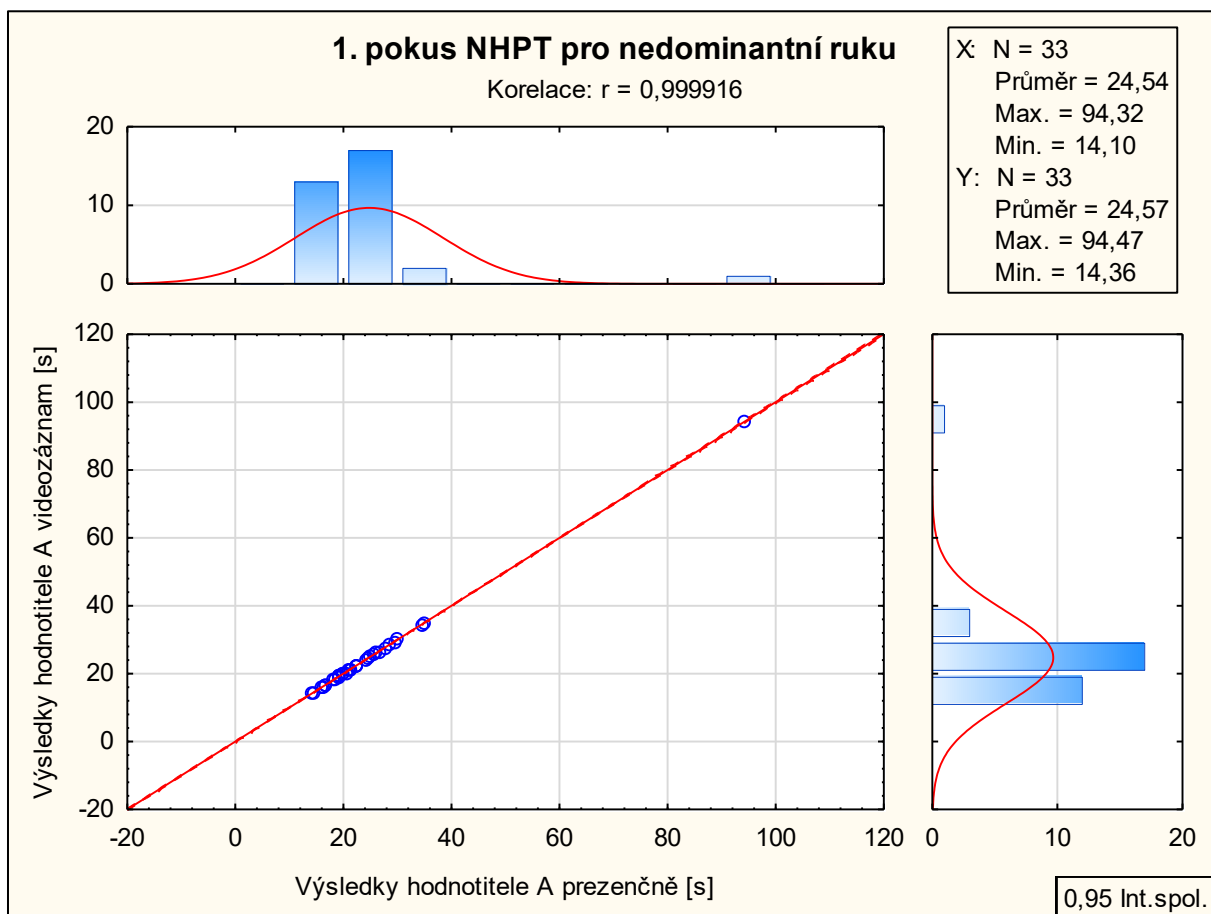 1. pokus NHPT pro nedominantní ruku
Korelace: r = 0,999916
X: N = 33
Průměr = 24,54
Max. = 94,32
Min. = 14,10
Y: N = 33
Průměr = 24,57
Max. = 94,47
Min. = 14,36
20
10
0
120
100
80
60
40
20
0
-20
Výsledky hodnotitele A videozáznam [s]
-20 0 20 40 60 80 100 120
0 10 20
Výsledky hodnotitele A prezenčně [s]
0,95 Int.spol.